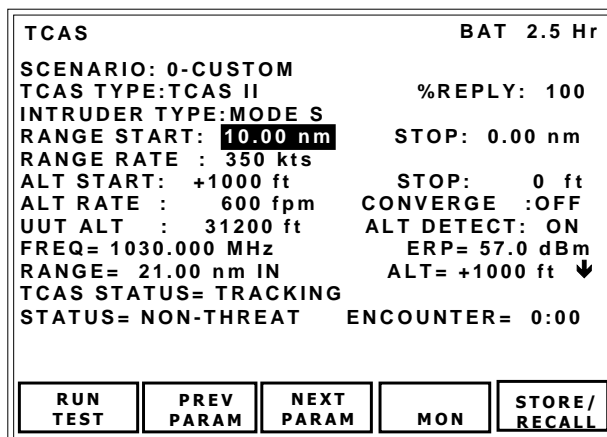 TCAS BAT 2.5 Hr
SCENARIO: 0-CUSTOM
TCAS TYPE:TCAS II %REPLY: 100
INTRUDER TYPE:MODE S
RANGE START: 10.00 nm STOP: 0.00 nm
RANGE RATE : 350 kts
ALT START: +1000 ft STOP: 0 ft
ALT RATE : 600 fpm CONVERGE :OFF
UUT ALT : 31200 ft ALT DETECT: ON
FREQ= 1030.000 MHz ERP= 57.0 dBm
RANGE= 21.00 nm IN ALT= +1000 ft 🡻
TCAS STATUS= TRACKING
STATUS= NON-THREAT ENCOUNTER= 0:00
RUN TEST
PREV PARAM
NEXT PARAM
MON
STORE/ RECALL